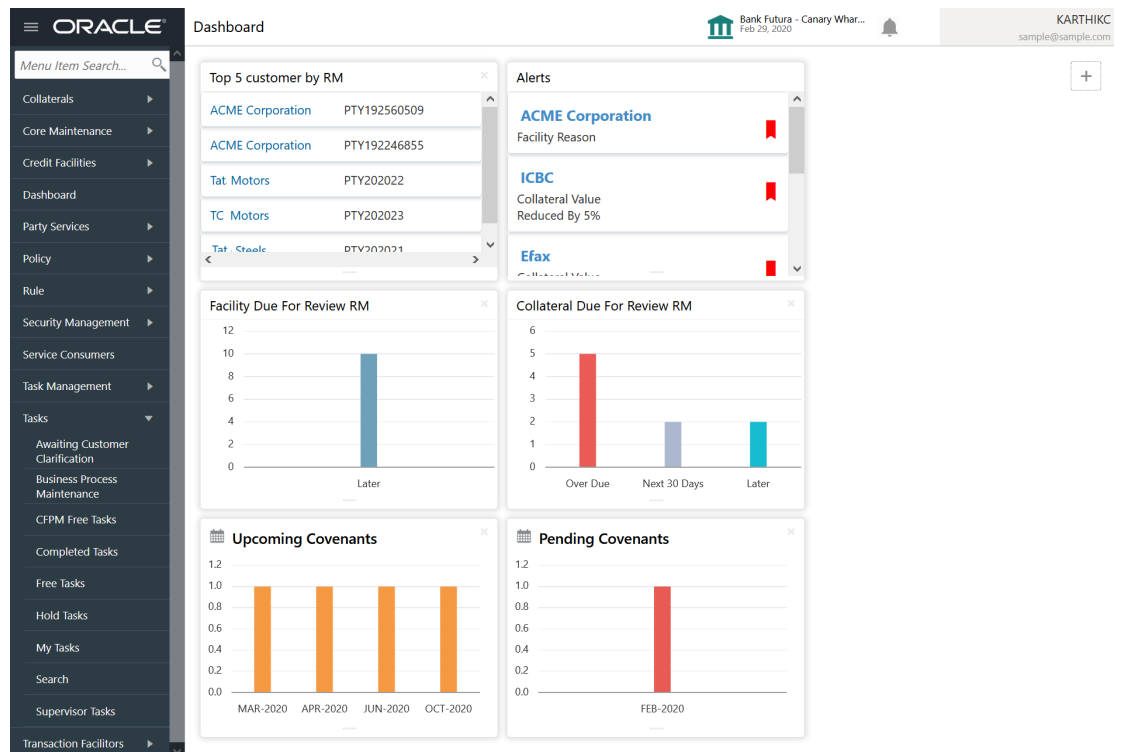 ORACLE
Dashboard
Bank Futura - Canary Whar...
Feb 29, 2020
KARTHIKC
sample@sample.com
Menu Item Search...
Collaterals
Core Maintenance
Credit Facilities
Dashboard
Party Services
Policy
Rule
Security Management
Service Consumers
Task Management
Tasks
Awaiting Customer
Clarification
Business Process
Maintenance
CFPM Free Tasks
Completed Tasks
Free Tasks
Hold Tasks
My Tasks
Search
Supervisor Tasks
Transaction Facilitors
Top 5 customer by RM
ACME Corporation PTY192560509
ACME Corporation PTY192246855
Tat Motors PTY202022
TC Motors PTY202023
Tat Steels PTY202021
Alerts
ACME Corporation
Facility Reason
ICBC
Collateral Value
Reduced By 5%
Efax
Collateral Value
Facility Due For Review RM
12
10
8
6
4
2
0
Later
Collateral Due For Review RM
6
5
4
3
2
1
0
Over Due Next 30 Days Later
Upcoming Covenants
1.2
1.0
0.8
0.6
0.4
0.2
0.0
MAR-2020 APR-2020 JUN-2020 OCT-2020
Pending Covenants
1.2
1.0
0.8
0.6
0.4
0.2
0.0
FEB-2020